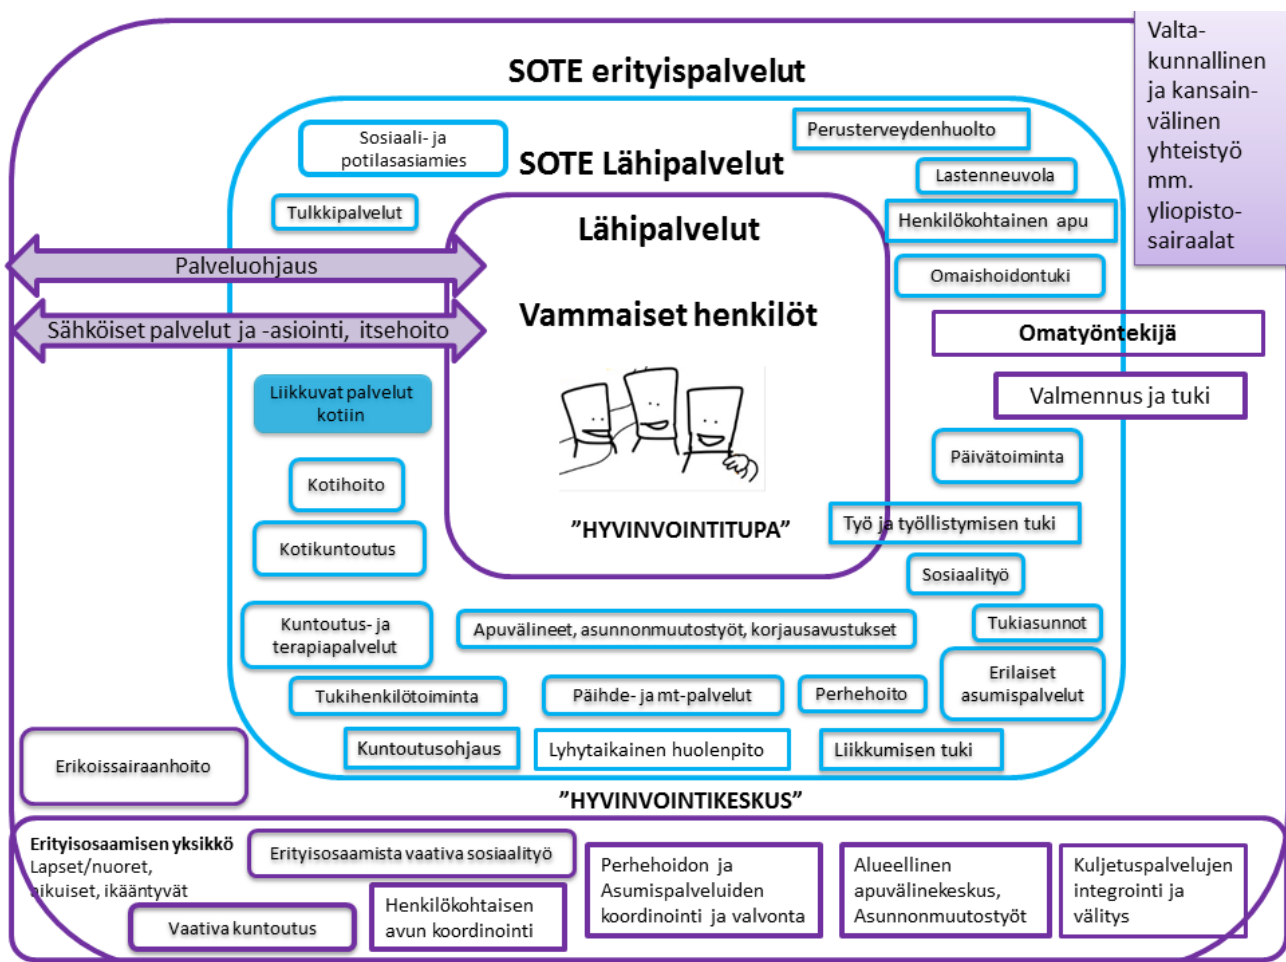 Valta-
kunnallinen
ja kansain-
välinen
yhteistyö
mm.
yliopisto-
sairaalat
SOTE erityispalvelut
Sosiaali- ja
potilasasiamies
Perusterveydenhuolto
SOTE Lähipalvelut
Lastenneuvola
Tulkkipalvelut
Lähipalvelut
Henkilökohtainen apu
Palveluohjaus
Omaishoidontuki
Sähköiset palvelut ja -asiointi, itsehoito
Vammaiset henkilöt
Omatyöntekijä
Liikkuvat palvelut
kotiin
Valmennus ja tuki
Päivätoiminta
Kotihoito
"HYVINVOINTITUPA"
Työ ja työllistymisen tuki
Kotikuntoutus
Sosiaalityö
Kuntoutus- ja
terapiapalvelut
Apuvälineet, asunnonmuutostyöt, korjausavustukset
Tukiasunnot
Erilaiset
asumispalvelut
Tukihenkilötoiminta
Päihde- ja mt-palvelut
Perhehoito
Kuntoutusohjaus
Lyhytaikainen huolenpito
Liikkumisen tuki
Erikoissairaanhoito
"HYVINVOINTIKESKUS"
Erityisosaamisen yksikkö
Lapset/nuoret,
aikuiset, ikääntyvät
Erityisosaamista vaativa sosiaalityö
Vaativa kuntoutus
Henkilökohtaisen
avun koordinointi
Perhehoidon ja
Asumispalveluiden
koordinointi ja valvonta
Alueellinen
apuvälinekeskus,
Asunnonmuutostyöt
Kuljetuspalvelujen
integrointi ja
välitys